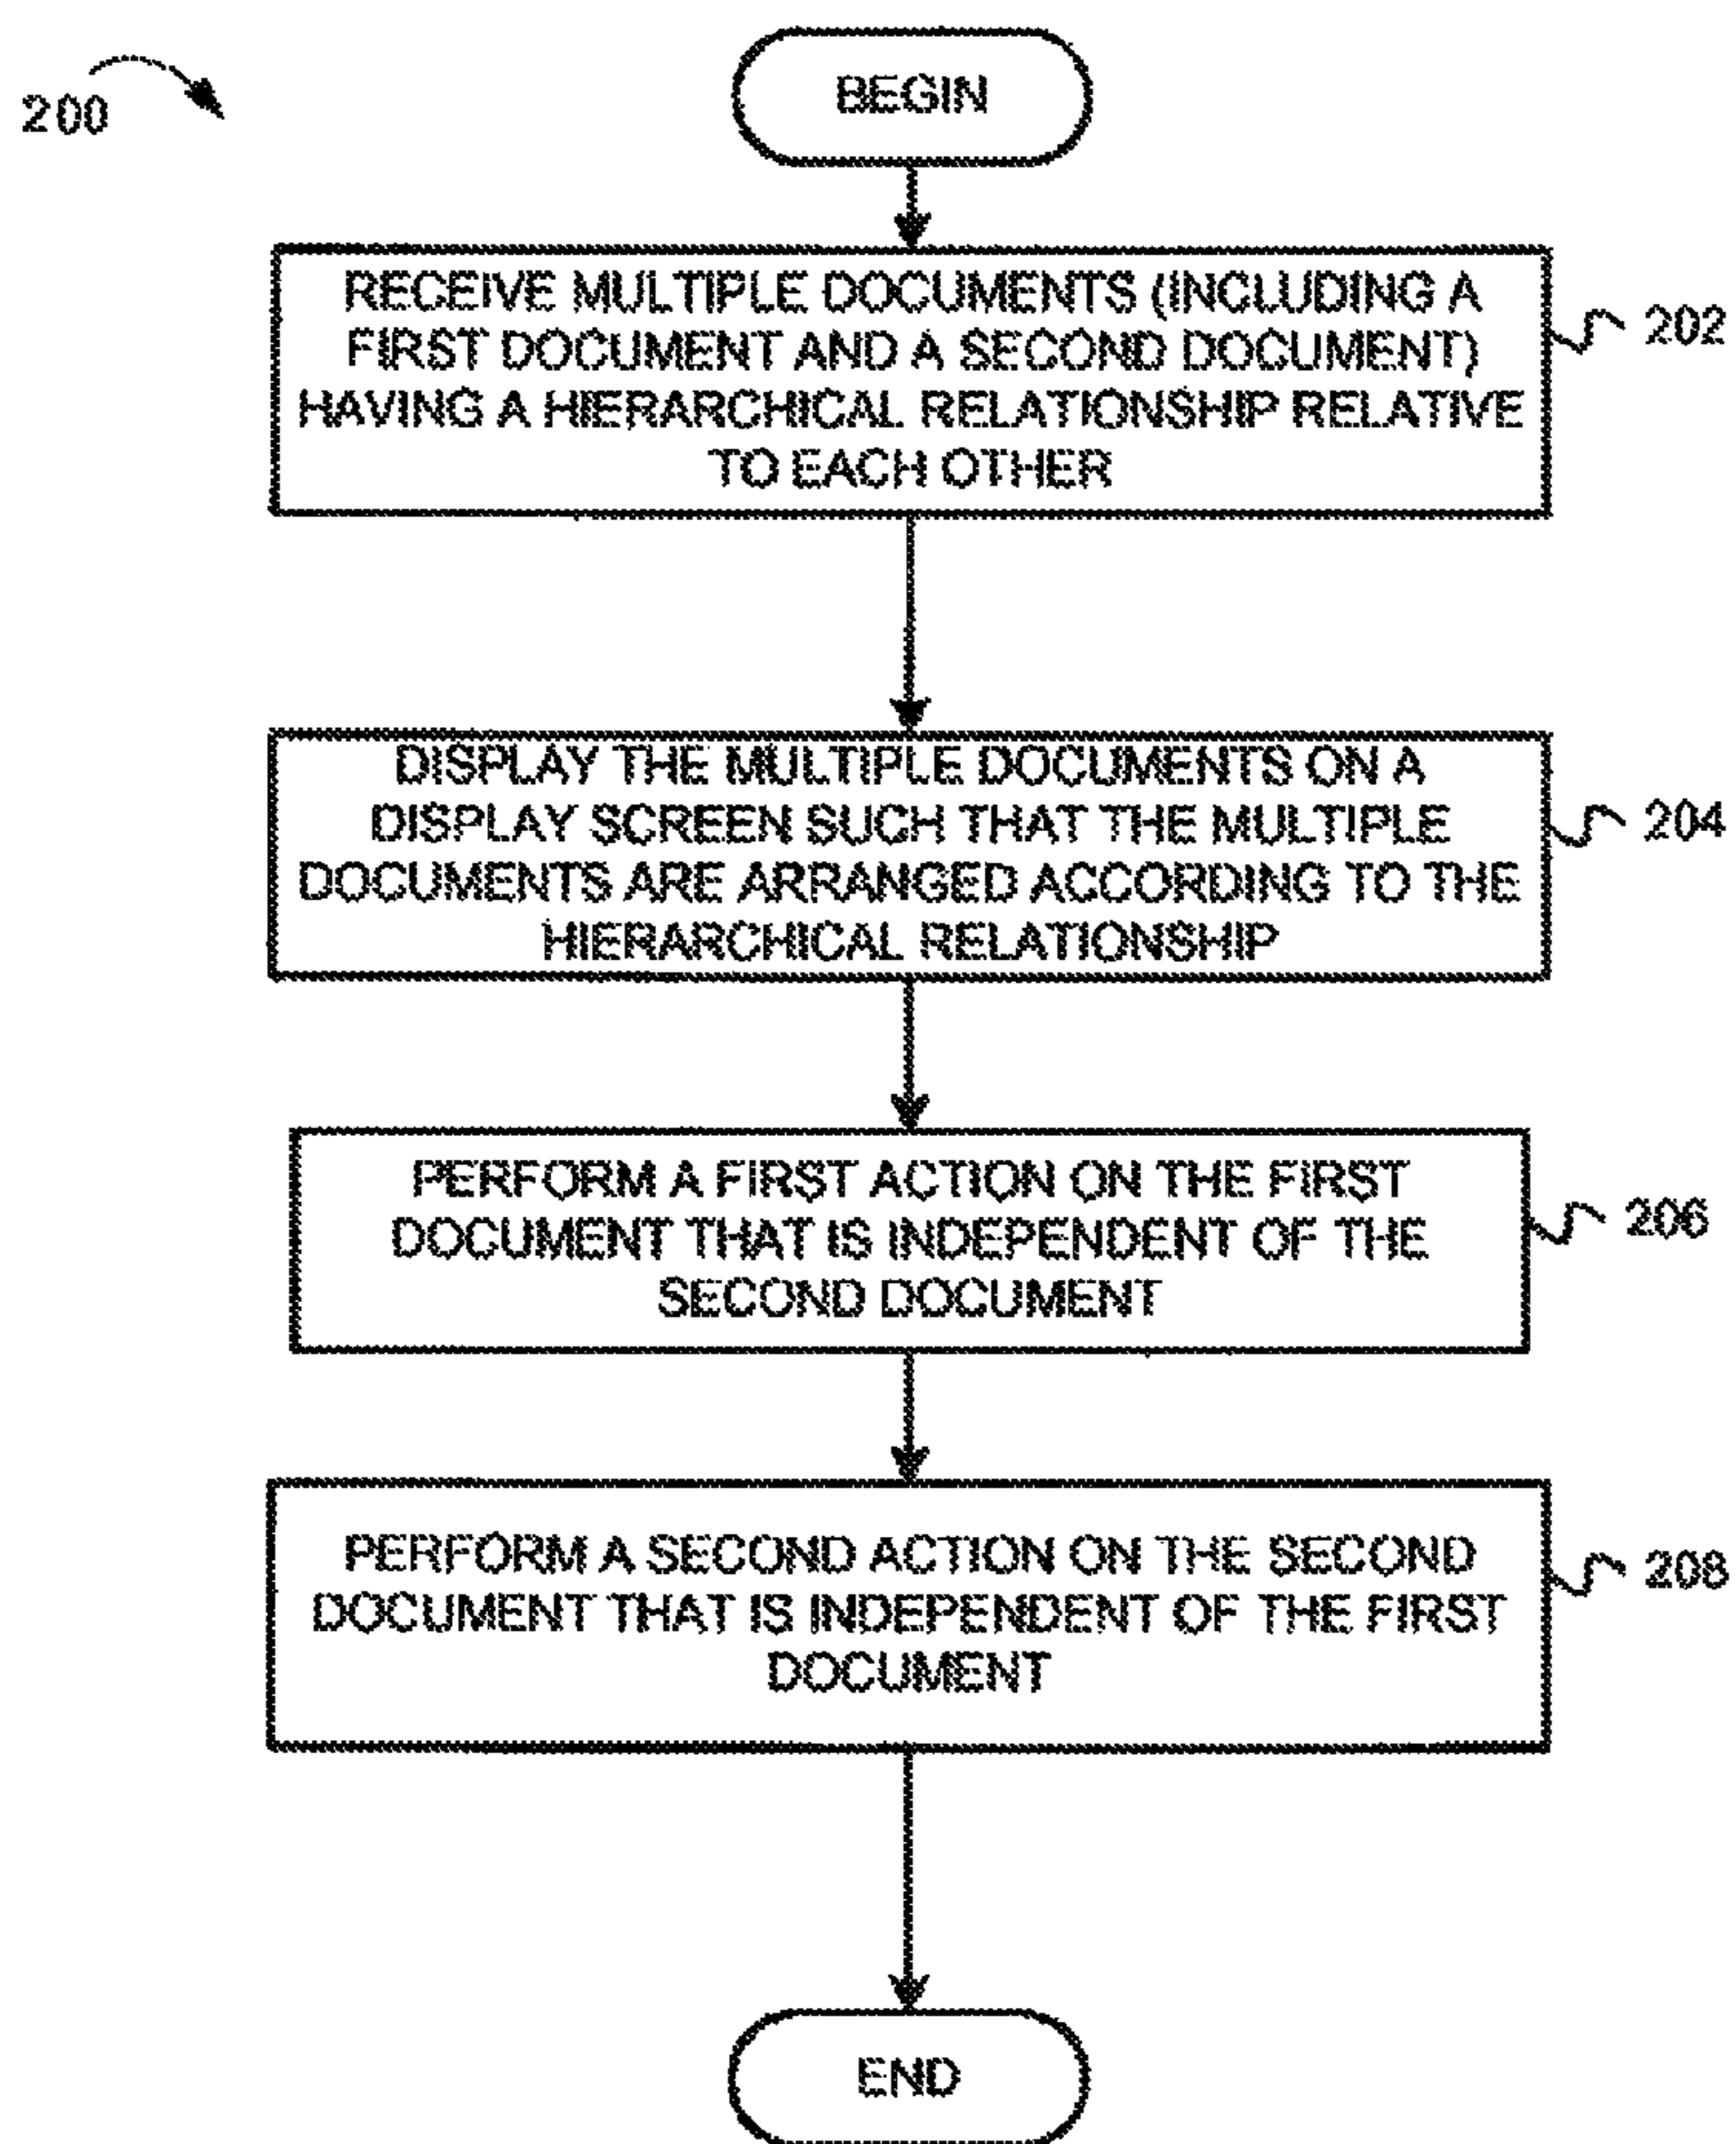 200
BEGIN
RECEIVE MULTIPLE DOCUMENTS (INCLUDING A
FIRST DOCUMENT AND A SECOND DOCUMENT)
HAVING A HIERARCHICAL RELATIONSHIP RELATIVE
TO EACH OTHER
202
DISPLAY THE MULTIPLE DOCUMENTS ON A
DISPLAY SCREEN SUCH THAT THE MULTIPLE
DOCUMENTS ARE ARRANGED ACCORDING TO THE
HIERARCHICAL RELATIONSHIP
204
PERFORM A FIRST ACTION ON THE FIRST
DOCUMENT THAT IS INDEPENDENT OF THE
SECOND DOCUMENT
206
PERFORM A SECOND ACTION ON THE SECOND
DOCUMENT THAT IS INDEPENDENT OF THE FIRST
DOCUMENT
208
END